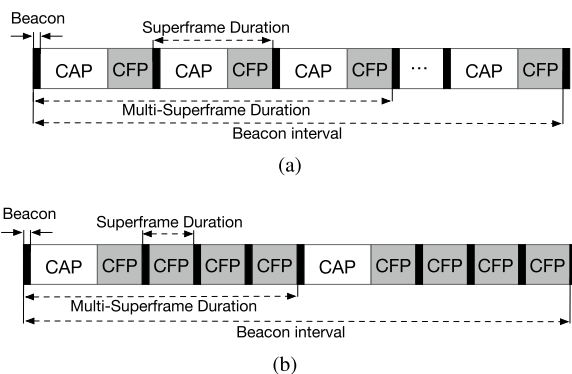 Beacon
Superframe Duration
CAP CFP CAP CFP CAP CFP ... CAP CFP
Multi-Superframe Duration
Beacon interval
(a)
Beacon
Superframe Duration
CAP CFP CFP CFP CFP CAP CFP CFP CFP CFP
Multi-Superframe Duration
Beacon interval
(b)